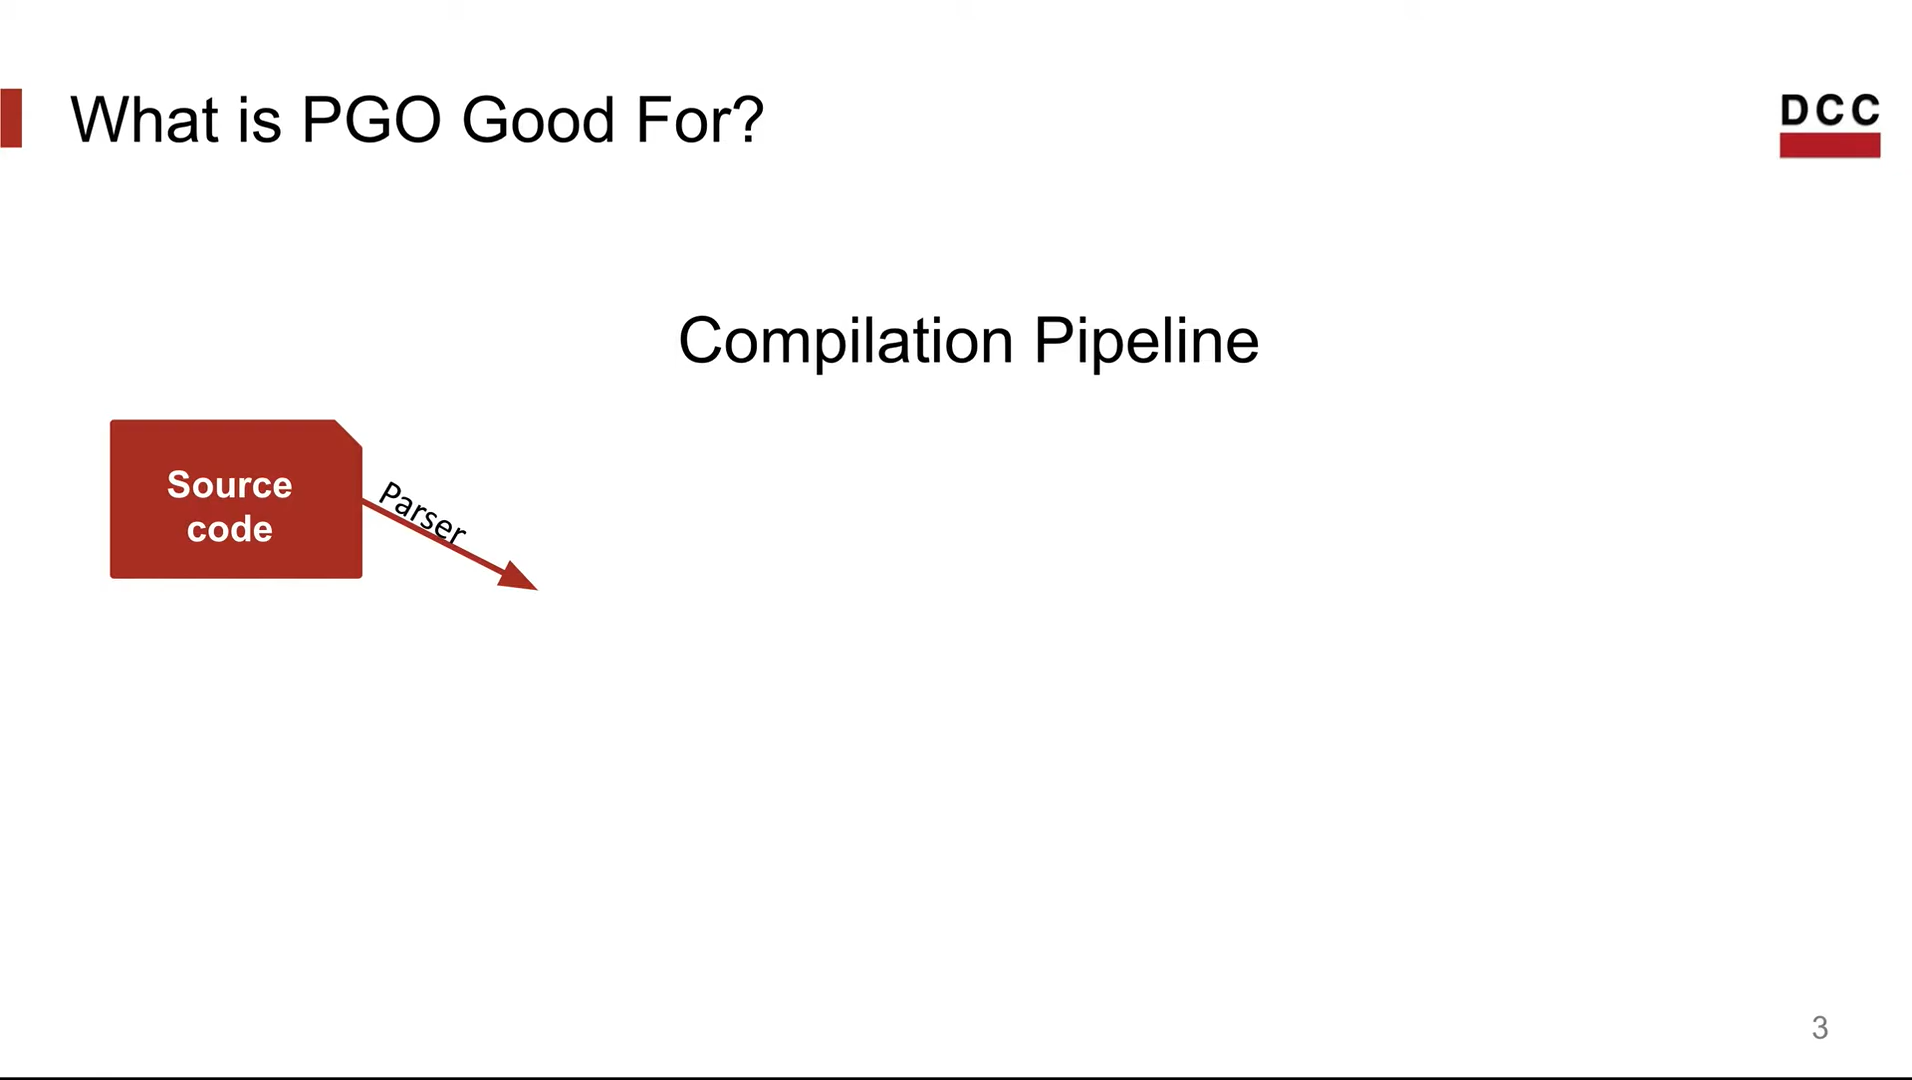 What is PGO Good For?
DCC
Compilation Pipeline
Source
code
Parser
3